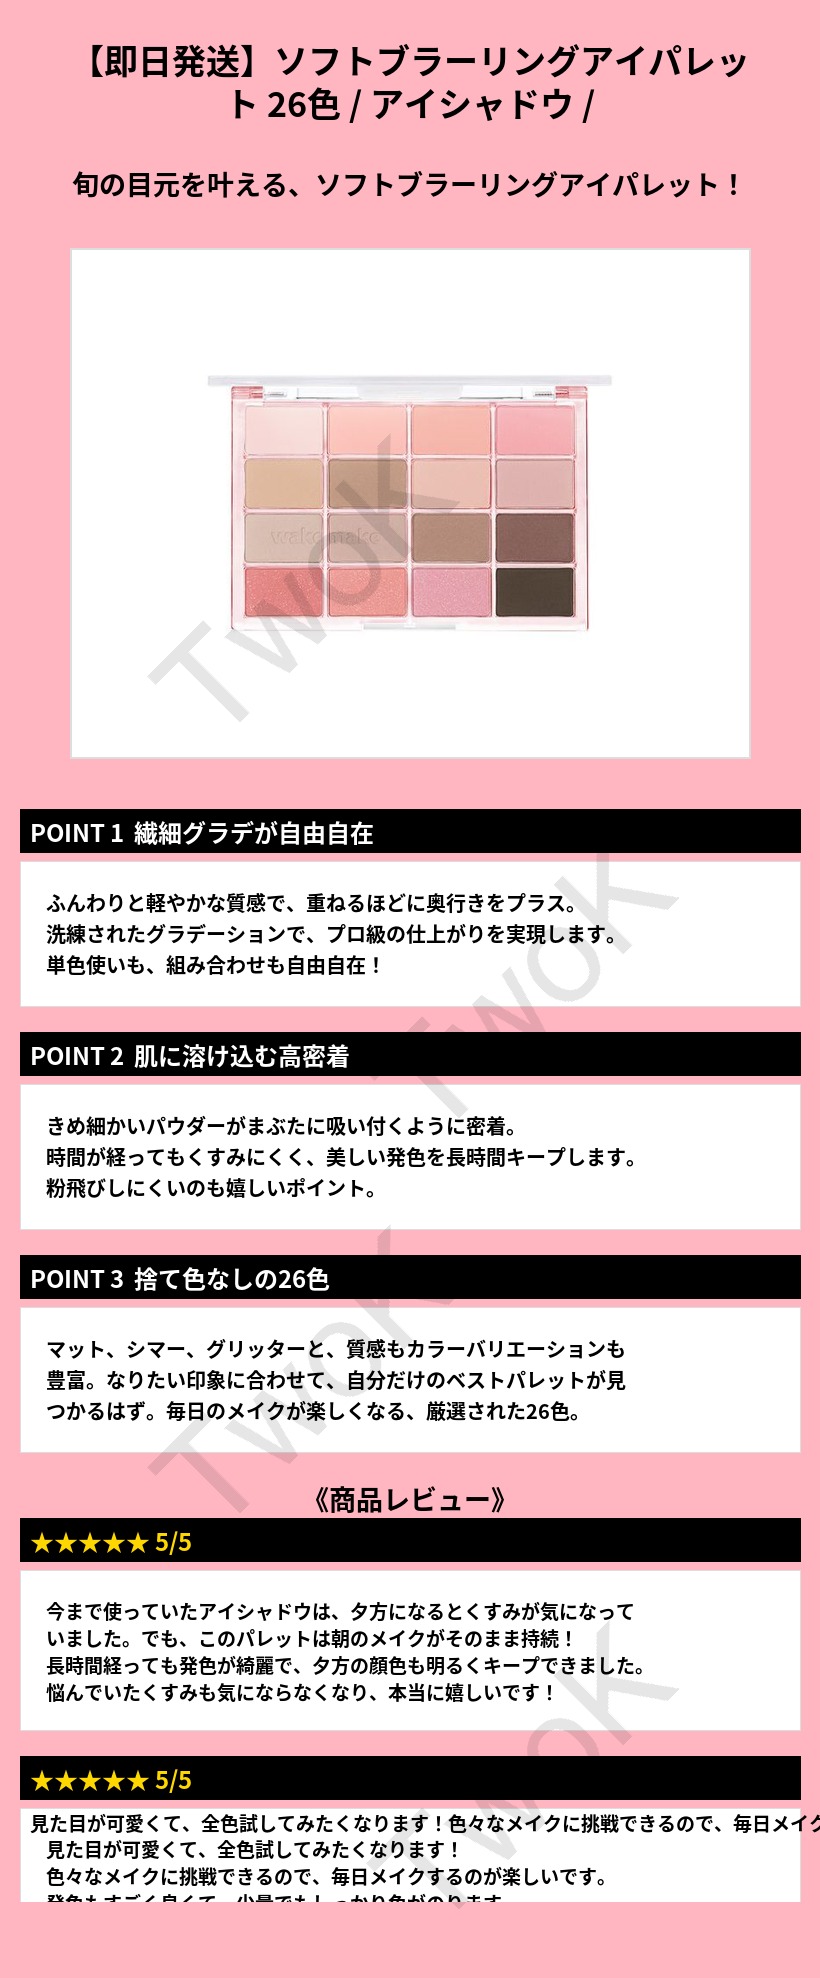 【即日発送】ソフトブラーリングアイパレッ
ト 26色 / アイシャドウ /
旬の目元を叶える、ソフトブラーリングアイパレット！
wakemake
TwoK
POINT 1 繊細グラデが自由自在
ふんわりと軽やかな質感で、重ねるほどに奥行きをプラス。
洗練されたグラデーションで、プロ級の仕上がりを実現します。
単色使いも、組み合わせも自由自在！
TwoK
POINT 2 肌に溶け込む高密着
きめ細かいパウダーがまぶたに吸い付くように密着。
時間が経ってもくすみにくく、美しい発色を長時間キープします。
粉飛びしにくいのも嬉しいポイント。
POINT 3 捨て色なしの26色
マット、シマー、グリッターと、質感もカラーバリエーションも
豊富。なりたい印象に合わせて、自分だけのベストパレットが見
つかるはず。毎日のメイクが楽しくなる、厳選された26色。
TwoK
《商品レビュー》
★★★★★ 5/5
今まで使っていたアイシャドウは、夕方になるとくすみが気になって
いました。でも、このパレットは朝のメイクがそのまま持続！
長時間経っても発色が綺麗で、夕方の顔色も明るくキープできました。
悩んでいたくすみも気にならなくなり、本当に嬉しいです！
TwoK
★★★★★ 5/5
見た目が可愛くて、全色試してみたくなります！色々なメイクに挑戦できるので、毎日メイク
見た目が可愛くて、全色試してみたくなります！
色々なメイクに挑戦できるので、毎日メイクするのが楽しいです。
発色もすごく良くて、少量でもしっかり色がのります。